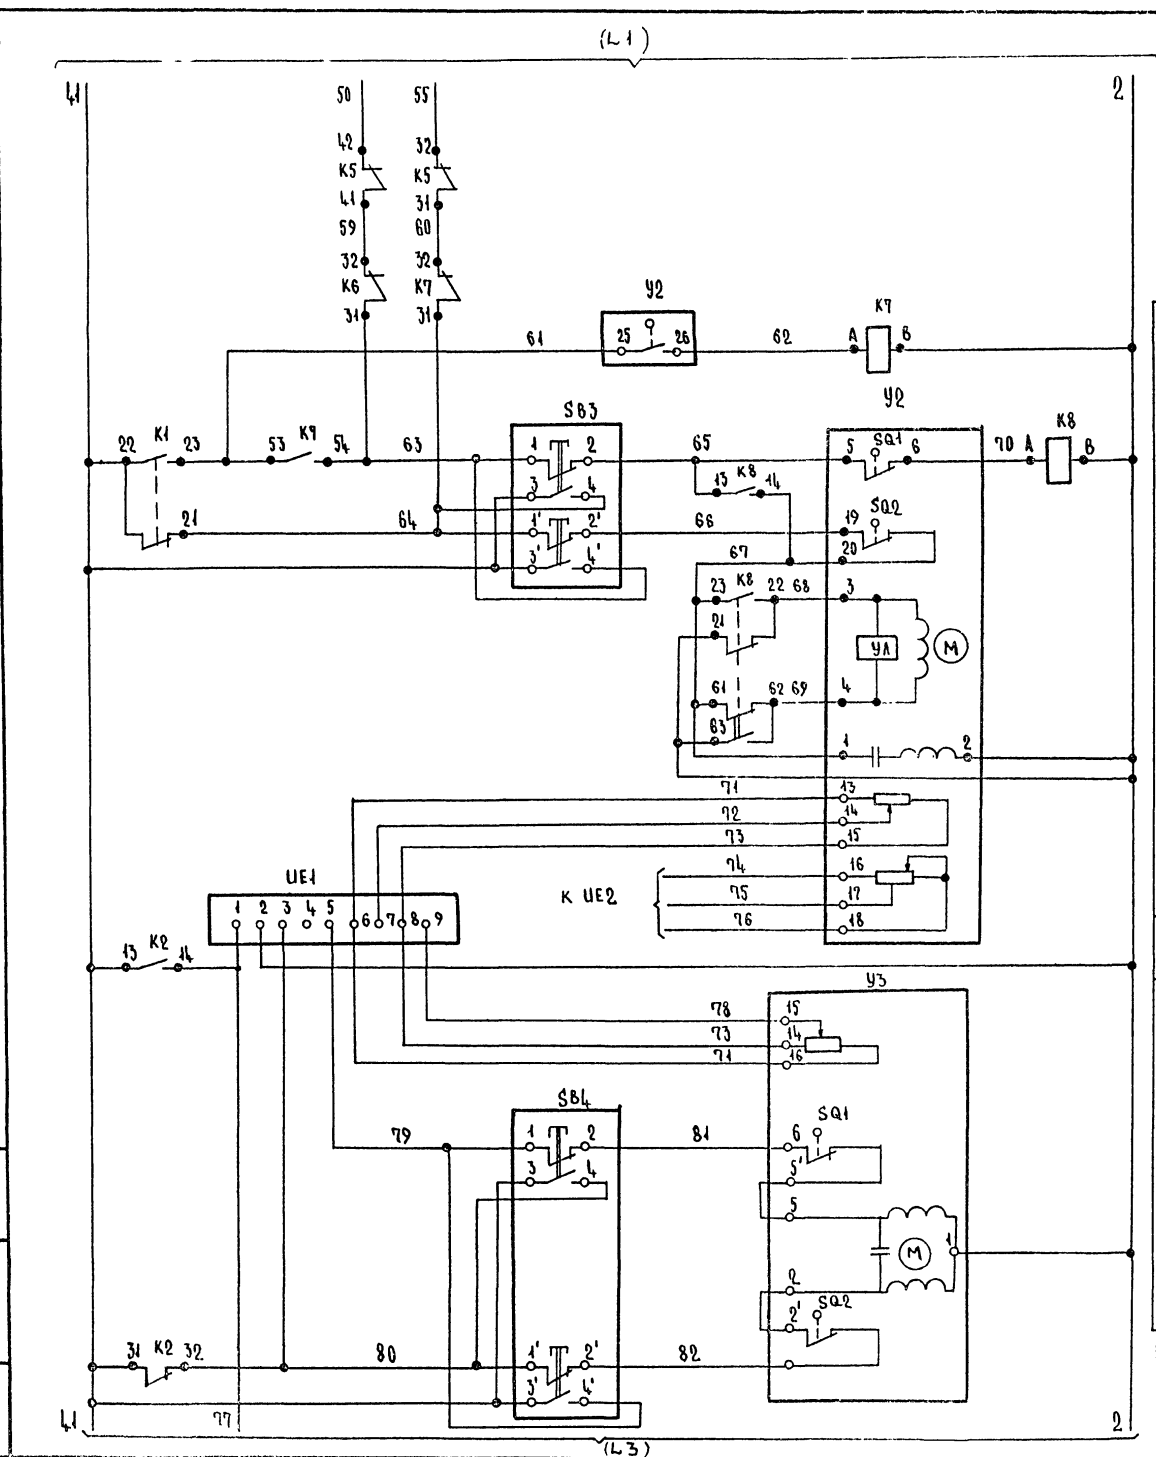 (L1)
41 50 55 2
42 32
K5 K5
41 31
59 60
32 32
K6 K7
31 31
У2 K7
61 25 26 62 A B
SB3 У2
22 K1 23 53 K9 54 63 1 2 65 5 SQ1 6 70 A K8 B
3 4 13 K8 14
21 64 1' 2' 66 19 SQ2
3' 4' 67 20
23 K8 22 68 3
21
УА M
61 62 69 4
63
1 2
71 13
72 14
73 15
UE1 74 16
K UE2 75 17
1 2 3 4 5 6 7 8 9 76 18
13 K2 14
У3
78 15
73 14
71 16
SB4
79 1 2 81 6 SQ1
3 4 5'
5
M 1
2
2' SQ2
31 K2 32 80 1' 2' 82
3' 4'
41 77 2
(L3)